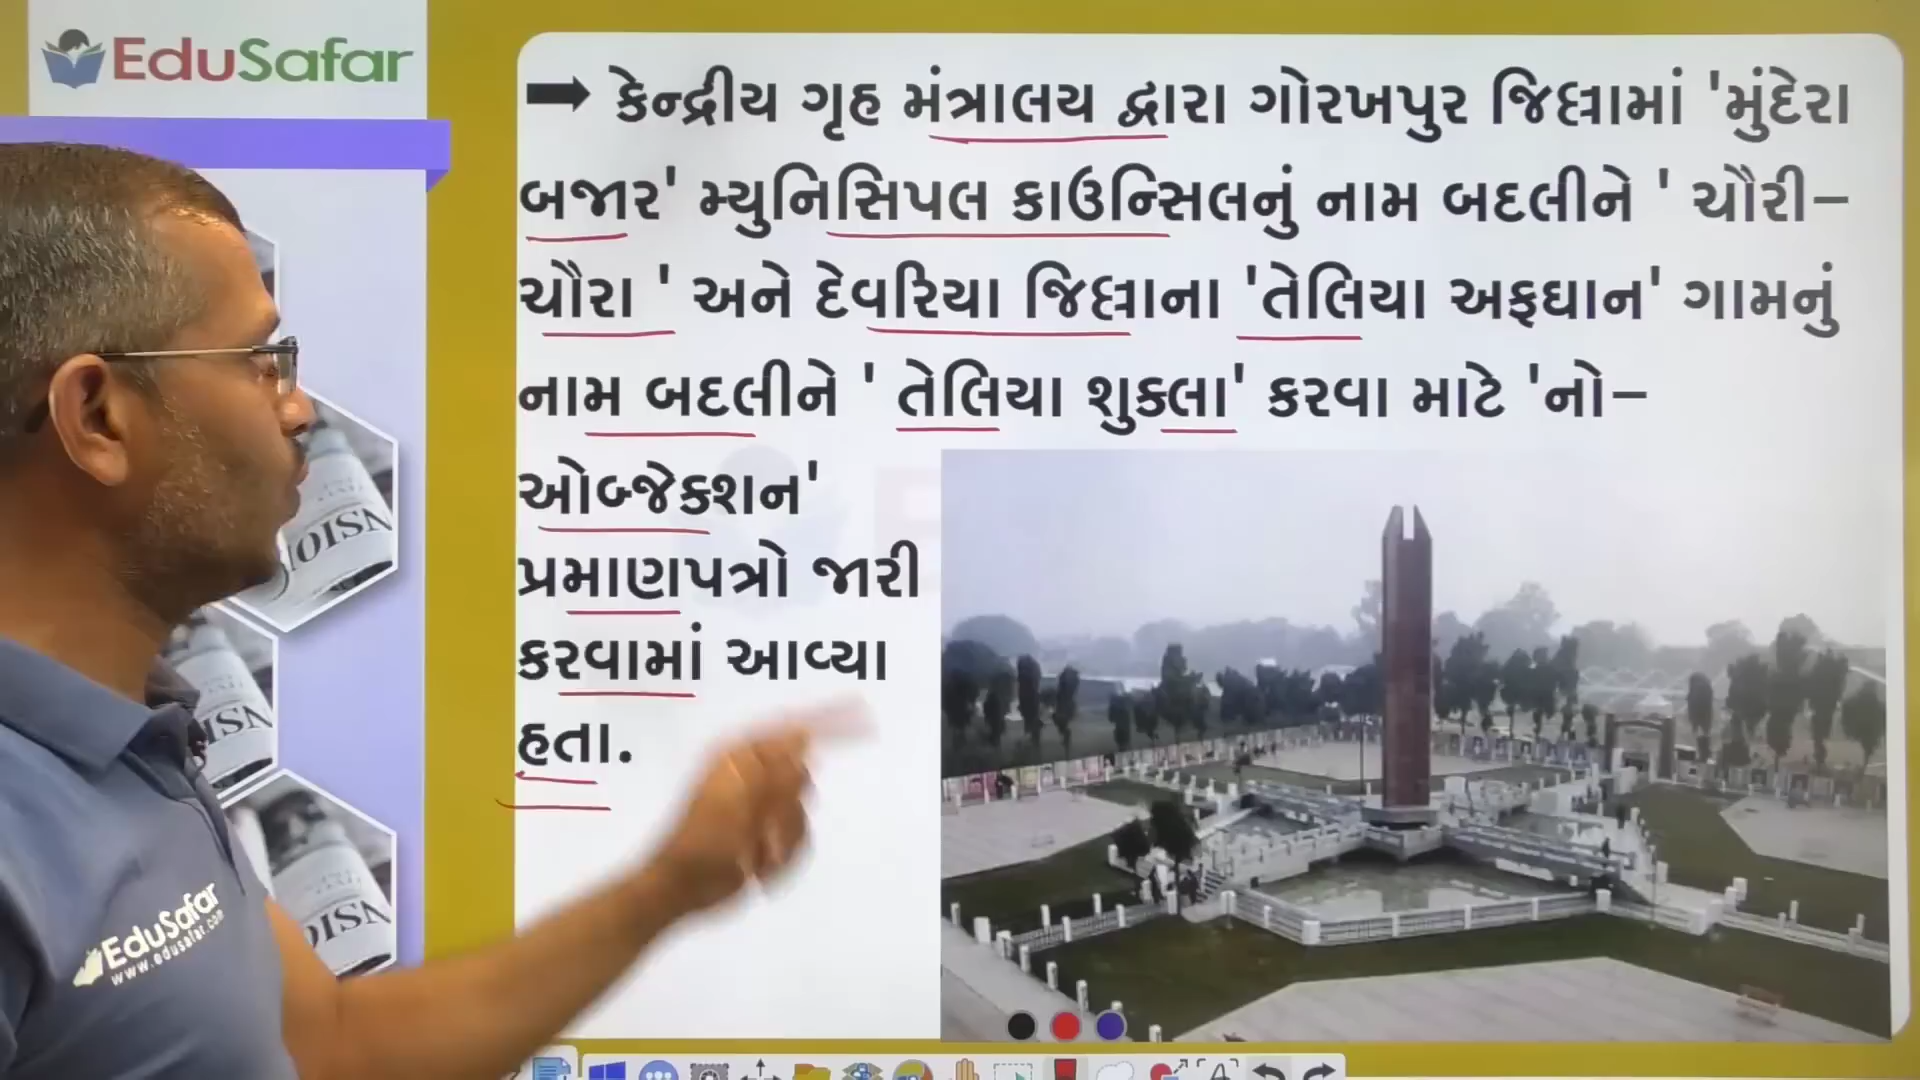 EduSafar
➡ કેન્દ્રીય ગૃહ મંત્રાલય દ્વારા ગોરખપુર જિલ્લામાં 'મુંદેરા
બજાર' મ્યુનિસિપલ કાઉન્સિલનું નામ બદલીને ' ચૌરી–
ચૌરા ' અને દેવરિયા જિલ્લાના 'તેલિયા અફઘાન' ગામનું
નામ બદલીને ' તેલિયા શુક્લા' કરવા માટે 'નો–
ઓબ્જેક્શન'
પ્રમાણપત્રો જારી
કરવામાં આવ્યા
હતા.
EduSafar
www.edusafar.com